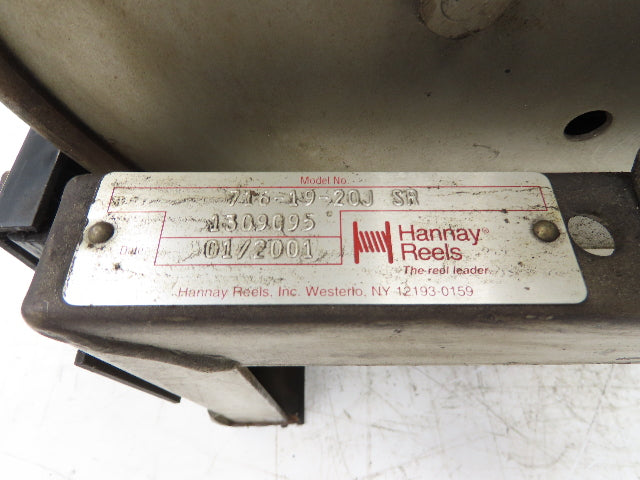 Model No.
716-19-20J SR
1309G95
Date 01/2001
Hannay®
Reels
The reel leader
Hannay Reels, Inc. Westerlo, NY 12193-0159